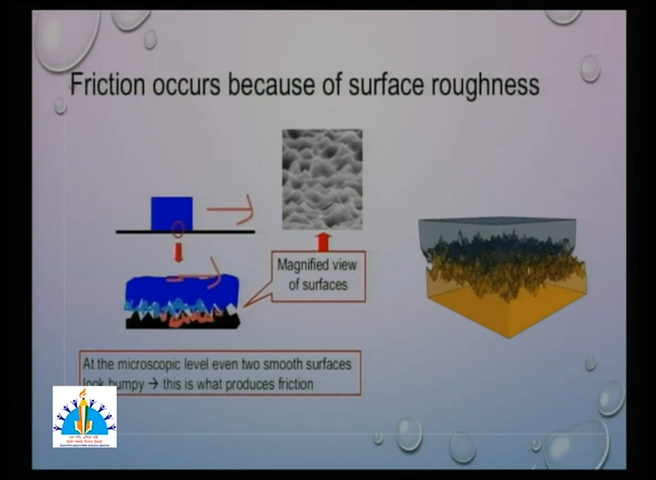 Friction occurs because of surface roughness
Magnified view
of surfaces
At the microscopic level even two smooth surfaces
look bumpy → this is what produces friction